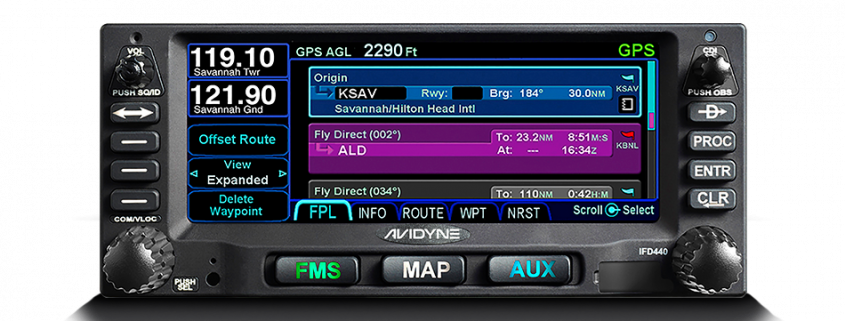 119.10
Savannah Twr
121.90
Savannah Gnd
Offset Route
View
Expanded
Delete
Waypoint
GPS AGL 2290 Ft GPS
Origin
KSAV Rwy: Brg: 184° 30.0NM
Savannah/Hilton Head Intl
KSAV
Fly Direct (002°) To: 23.2NM 8:51M:S
ALD At: --- 16:34Z
KBNL
Fly Direct (034°) To: 110NM 0:42H:M
FPL INFO ROUTE WPT NRST Scroll Select
VOL
PUSH SQ/ID
COM/VLOC
PUSH
SEL
CDI
PUSH OBS
D
PROC
ENTR
CLR
AVIDYNE
IFD440
FMS MAP AUX